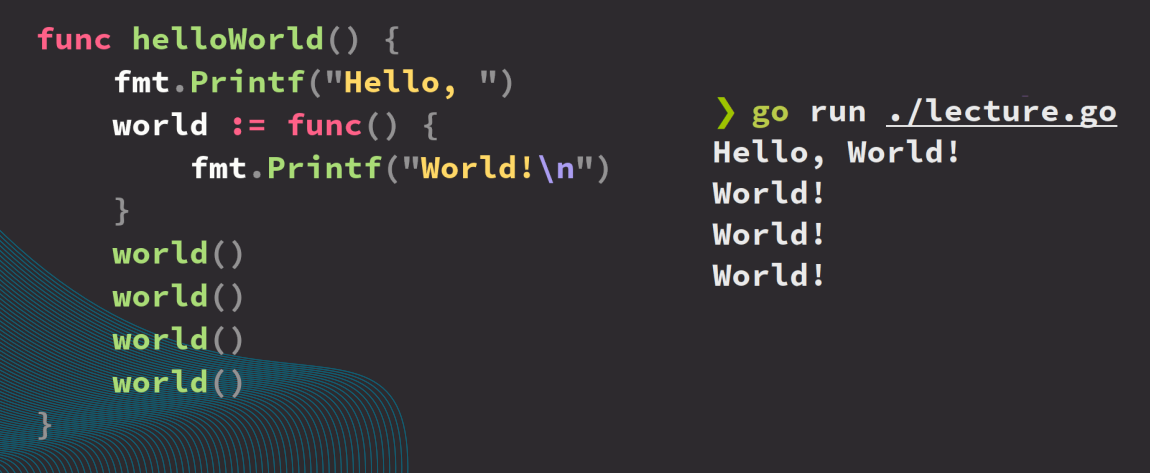 func helloWorld() {
    fmt.Printf("Hello, ")
    world := func() {
        fmt.Printf("World!\n")
    }
    world()
    world()
    world()
    world()
}
❯ go run ./lecture.go
Hello, World!
World!
World!
World!